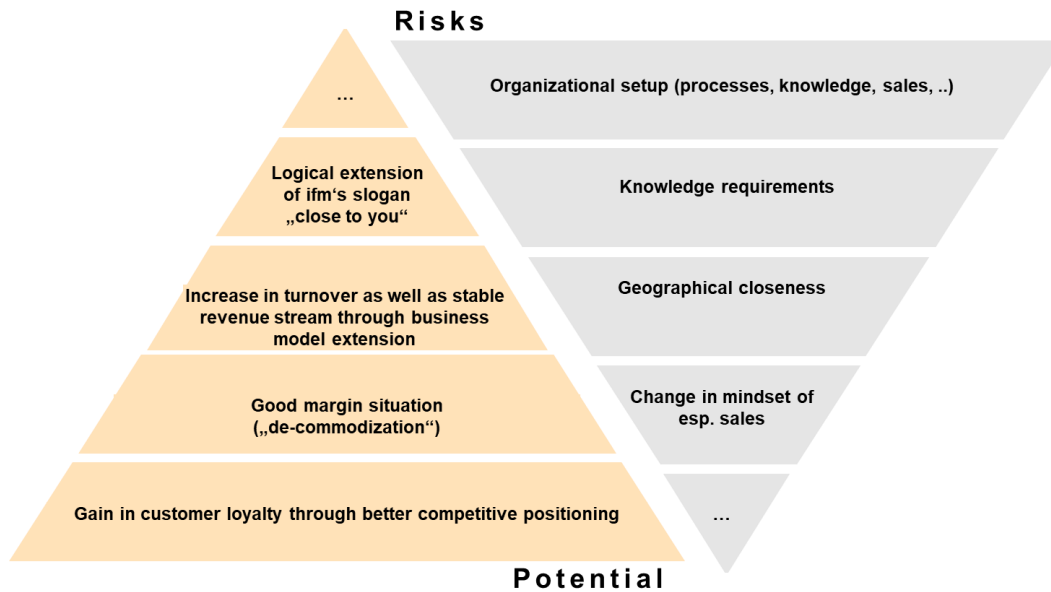 Risks
…
Logical extension
of ifm‘s slogan
„close to you“
Increase in turnover as well as stable
revenue stream through business
model extension
Good margin situation
(„de-commodization“)
Gain in customer loyalty through better competitive positioning
Organizational setup (processes, knowledge, sales, ..)
Knowledge requirements
Geographical closeness
Change in mindset of
esp. sales
…
Potential